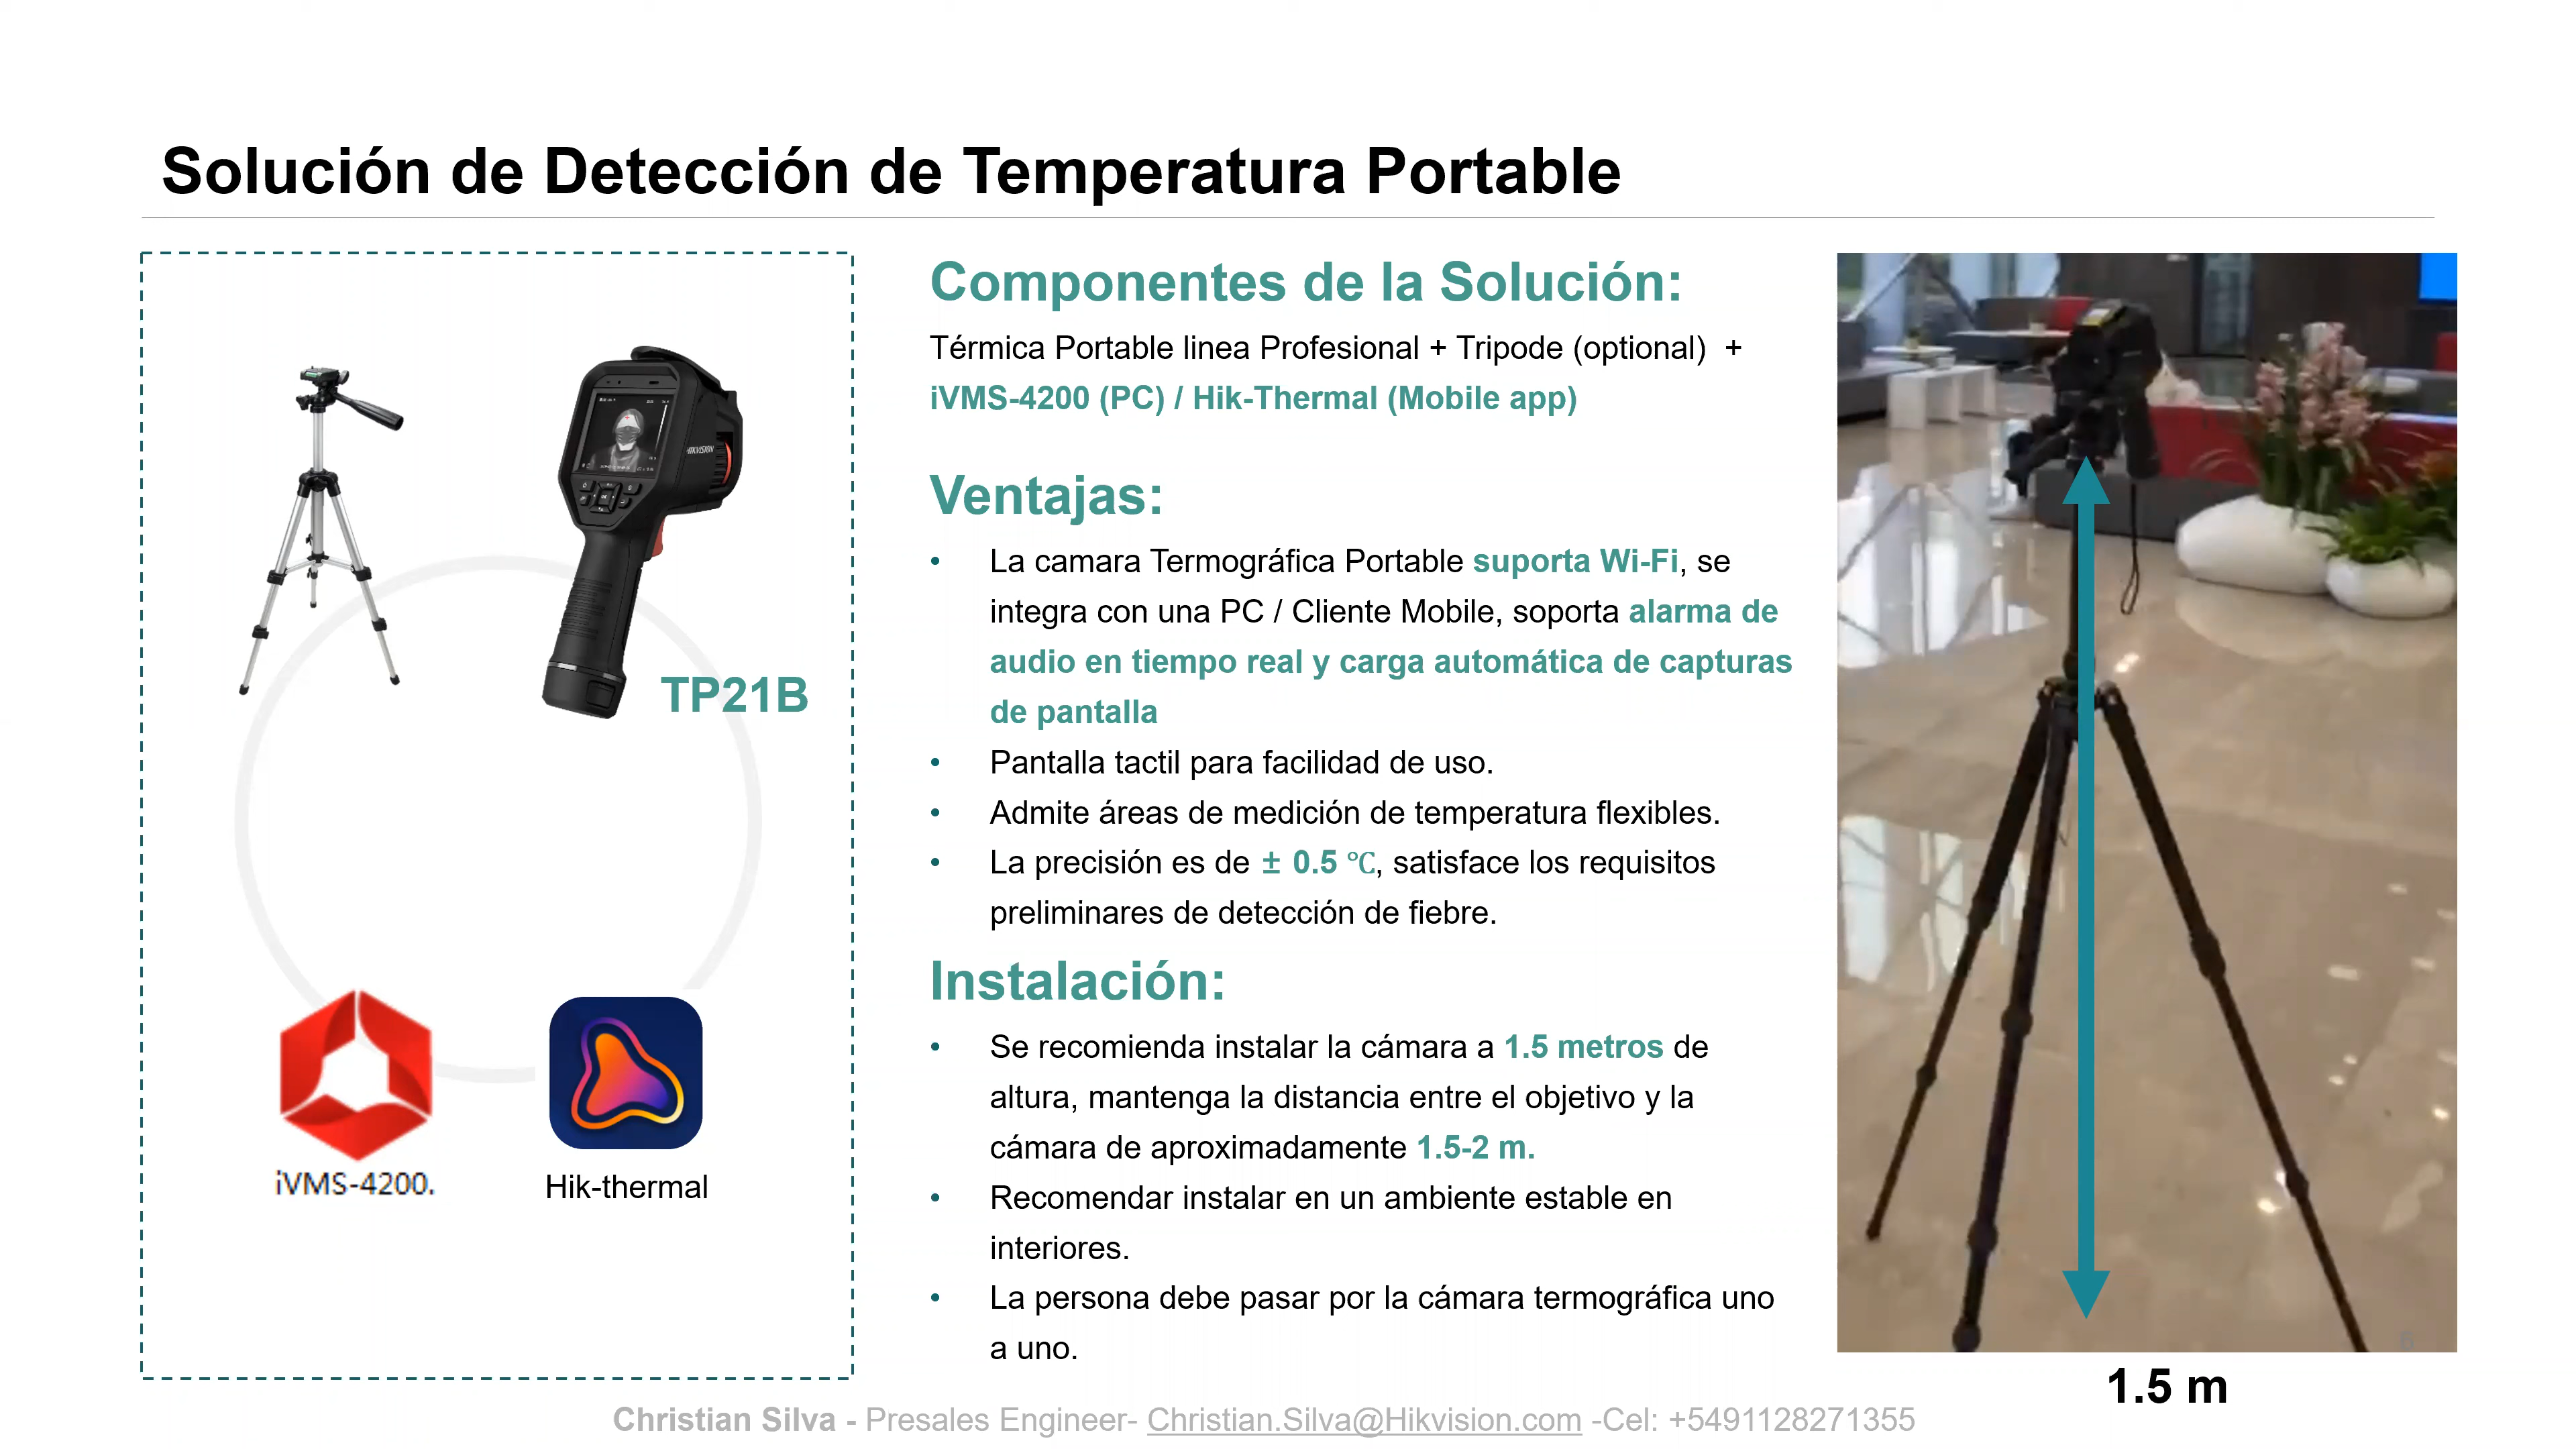 Solución de Detección de Temperatura Portable
HIKVISION
TP21B
iVMS-4200.
Hik-thermal
Componentes de la Solución:
Térmica Portable linea Profesional + Tripode (optional) +
iVMS-4200 (PC) / Hik-Thermal (Mobile app)
Ventajas:
• La camara Termográfica Portable suporta Wi-Fi, se
integra con una PC / Cliente Mobile, soporta alarma de
audio en tiempo real y carga automática de capturas
de pantalla
• Pantalla tactil para facilidad de uso.
• Admite áreas de medición de temperatura flexibles.
• La precisión es de ± 0.5 ℃, satisface los requisitos
preliminares de detección de fiebre.
Instalación:
• Se recomienda instalar la cámara a 1.5 metros de
altura, mantenga la distancia entre el objetivo y la
cámara de aproximadamente 1.5-2 m.
• Recomendar instalar en un ambiente estable en
interiores.
• La persona debe pasar por la cámara termográfica uno
a uno.
1.5 m
Christian Silva - Presales Engineer- Christian.Silva@Hikvision.com -Cel: +5491128271355